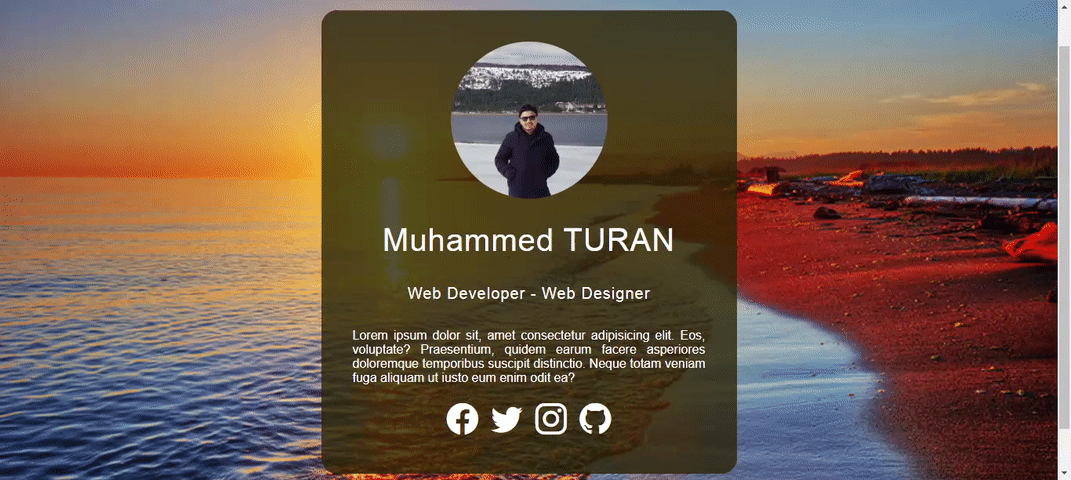 Muhammed TURAN
Web Developer - Web Designer
Lorem ipsum dolor sit, amet consectetur adipisicing elit. Eos,
voluptate? Praesentium, quidem earum facere asperiores
doloremque temporibus suscipit distinctio. Neque totam veniam
fuga aliquam ut iusto eum enim odit ea?